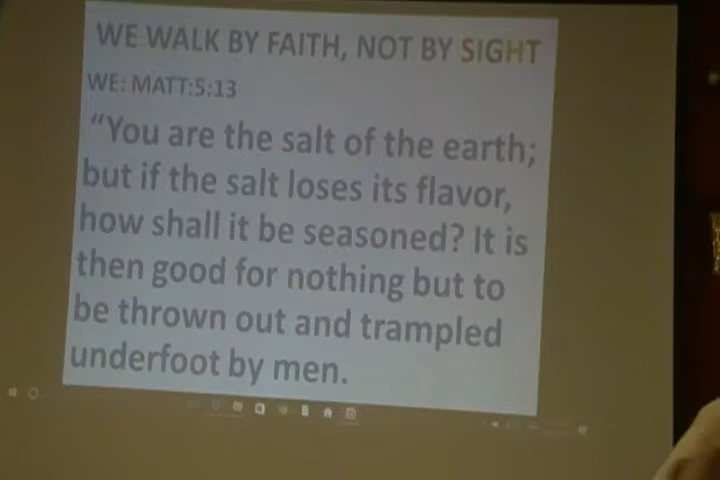 WE WALK BY FAITH, NOT BY SIGHT
WE: MATT:5:13
“You are the salt of the earth;
but if the salt loses its flavor,
how shall it be seasoned? It is
then good for nothing but to
be thrown out and trampled
underfoot by men.